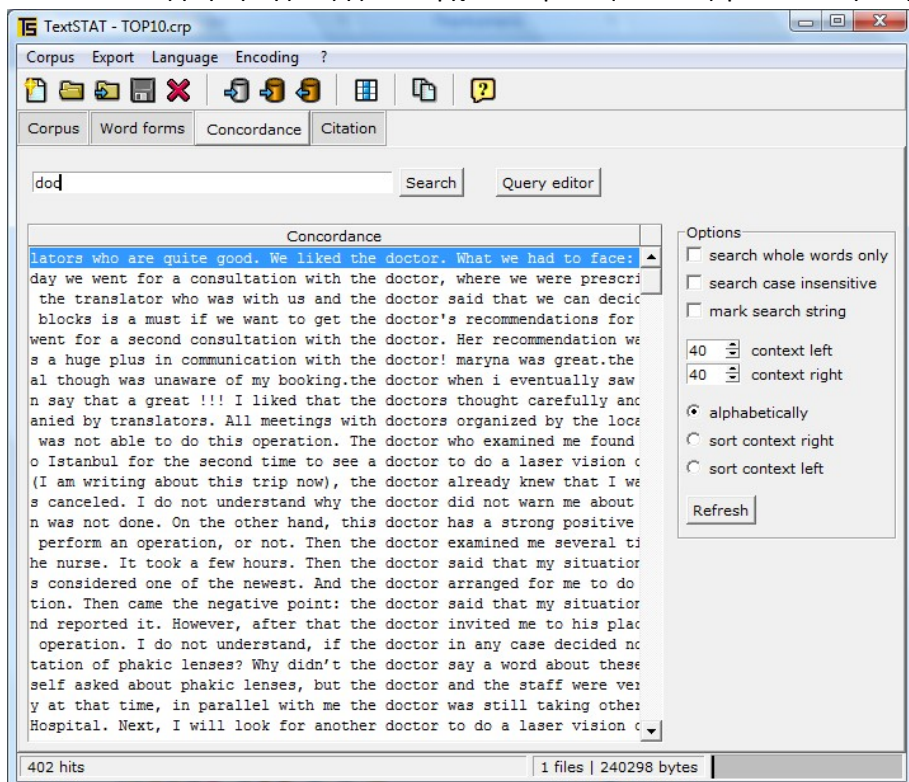 TextSTAT - TOP10.crp
Corpus Export Language Encoding ?
Corpus Word forms Concordance Citation
doc Search Query editor
Concordance
lators who are quite good. We liked the doctor. What we had to face:
day we went for a consultation with the doctor, where we were prescri
the translator who was with us and the doctor said that we can decid
blocks is a must if we want to get the doctor's recommendations for
went for a second consultation with the doctor. Her recommendation wa
s a huge plus in communication with the doctor! maryna was great.the
al though was unaware of my booking.the doctor when i eventually saw
n say that a great !!! I liked that the doctors thought carefully and
anied by translators. All meetings with doctors organized by the loca
was not able to do this operation. The doctor who examined me found
o Istanbul for the second time to see a doctor to do a laser vision c
(I am writing about this trip now), the doctor already knew that I wa
s canceled. I do not understand why the doctor did not warn me about
n was not done. On the other hand, this doctor has a strong positive
perform an operation, or not. Then the doctor examined me several ti
he nurse. It took a few hours. Then the doctor said that my situation
s considered one of the newest. And the doctor arranged for me to do
tion. Then came the negative point: the doctor said that my situation
nd reported it. However, after that the doctor invited me to his plac
operation. I do not understand, if the doctor in any case decided no
tation of phakic lenses? Why didn’t the doctor say a word about these
self asked about phakic lenses, but the doctor and the staff were ver
y at that time, in parallel with me the doctor was still taking other
Hospital. Next, I will look for another doctor to do a laser vision c
Options
search whole words only
search case insensitive
mark search string
40 context left
40 context right
alphabetically
sort context right
sort context left
Refresh
402 hits 1 files | 240298 bytes